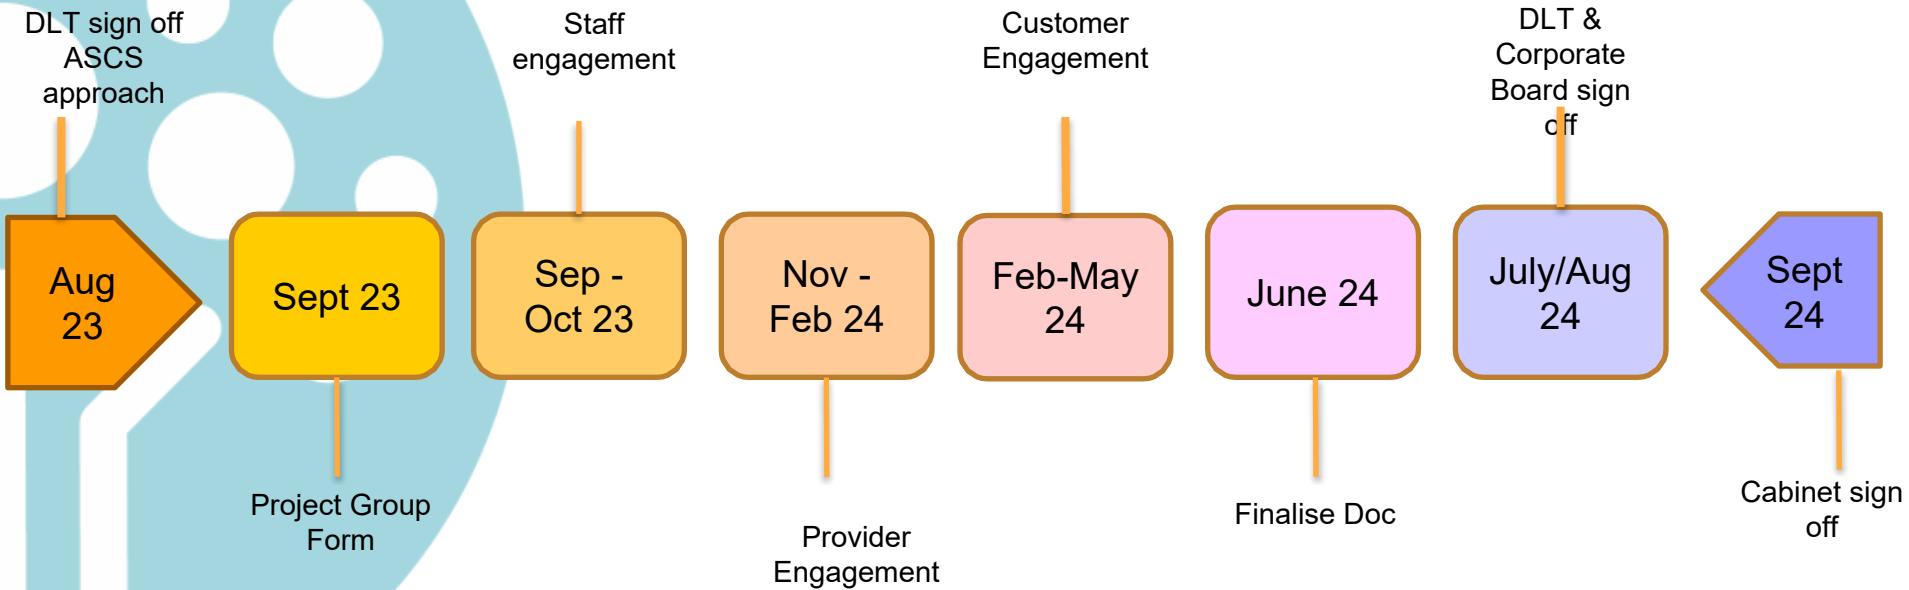 DLT sign off
ASCS
approach
Staff
engagement
Customer
Engagement
DLT &
Corporate
Board sign
off
Aug
23
Sept 23
Sep -
Oct 23
Nov -
Feb 24
Feb-May
24
June 24
July/Aug
24
Sept
24
Project Group
Form
Provider
Engagement
Finalise Doc
Cabinet sign
off